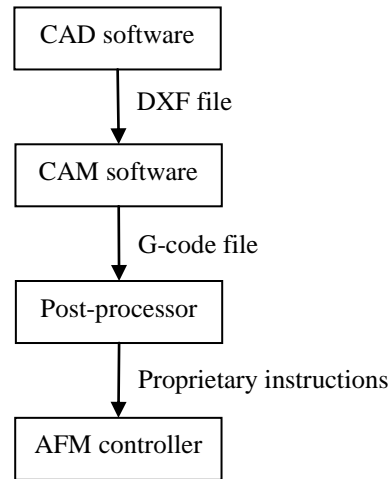 CAD software
DXF file
CAM software
G-code file
Post-processor
Proprietary instructions
AFM controller